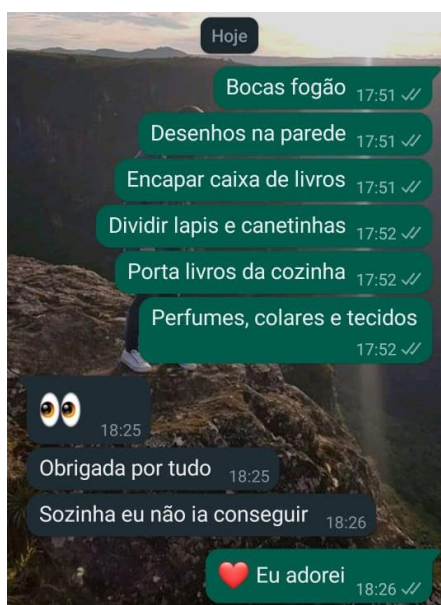 Hoje
Bocas fogão 17:51
Desenhos na parede 17:51
Encapar caixa de livros 17:51
Dividir lapis e canetinhas 17:52
Porta livros da cozinha 17:52
Perfumes, colares e tecidos
17:52
👀 18:25
Obrigada por tudo 18:25
Sozinha eu não ia conseguir 18:26
❤️ Eu adorei 18:26